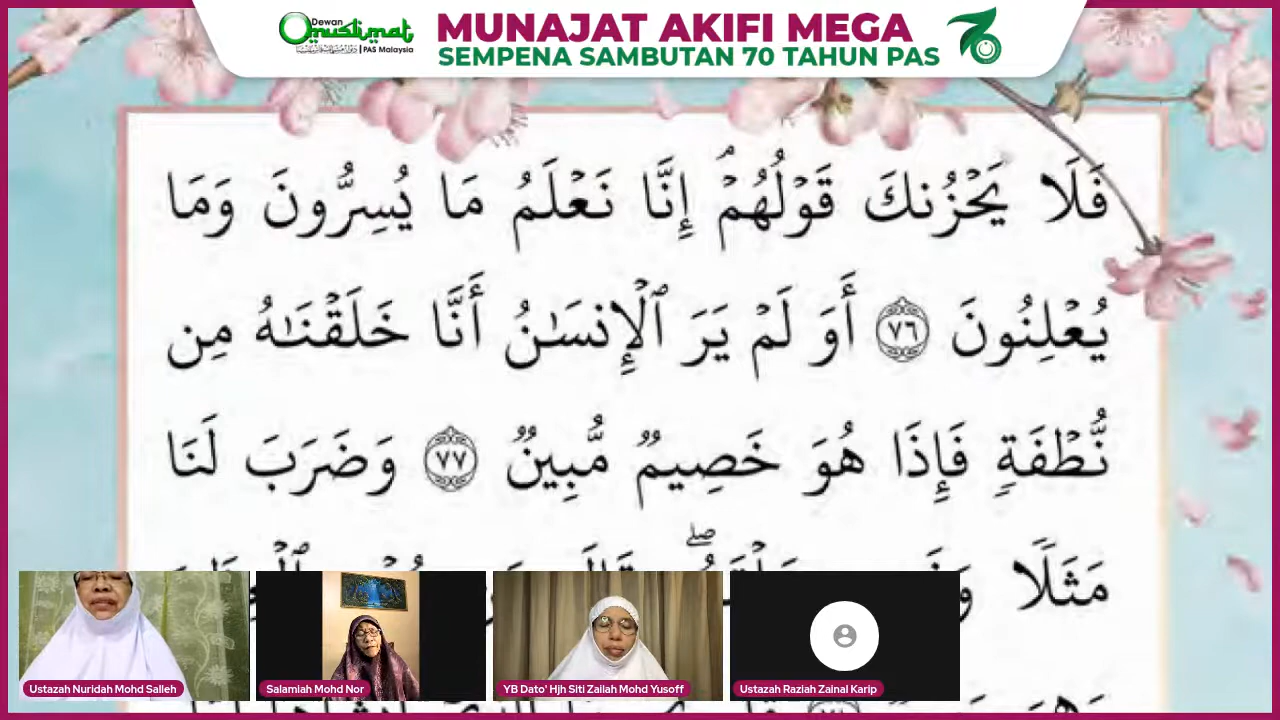 Dewan
muslimat
| PAS Malaysia
MUNAJAT AKIFI MEGA
SEMPENA SAMBUTAN 70 TAHUN PAS
فَلَا يَحْزُنكَ قَوْلُهُمْ ۘ إِنَّا نَعْلَمُ مَا يُسِرُّونَ وَمَا
يُعْلِنُونَ ٧٦ أَوَ لَمْ يَرَ ٱلْإِنسَـٰنُ أَنَّا خَلَقْنَـٰهُ مِن
نُّطْفَةٍ فَإِذَا هُوَ خَصِيمٌ مُّبِينٌ ٧٧ وَضَرَبَ لَنَا
مَثَلًا
Ustazah Nuridah Mohd Salleh
Salamiah Mohd Nor
YB Dato' Hjh Siti Zailah Mohd Yusoff
Ustazah Raziah Zainal Karip